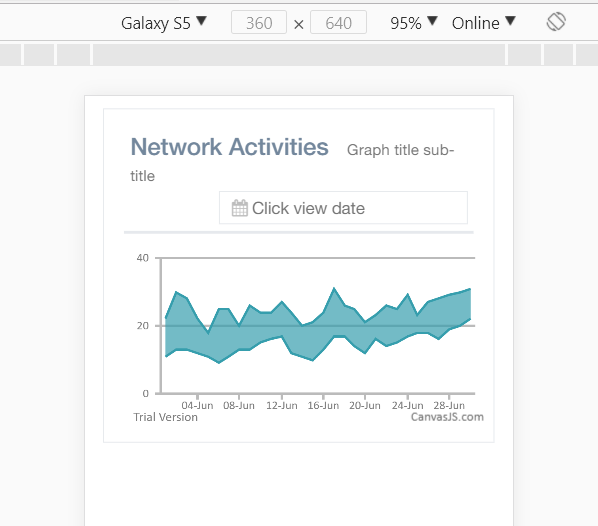 Galaxy S5 ▼ 360 × 640 95% ▼ Online ▼
Network Activities Graph title sub-
title
Click view date
40
20
0
04-Jun 08-Jun 12-Jun 16-Jun 20-Jun 24-Jun 28-Jun
Trial Version CanvasJS.com